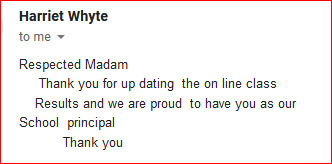 Harriet Whyte
to me
Respected Madam
Thank you for up dating the on line class
Results and we are proud to have you as our
School principal
Thank you